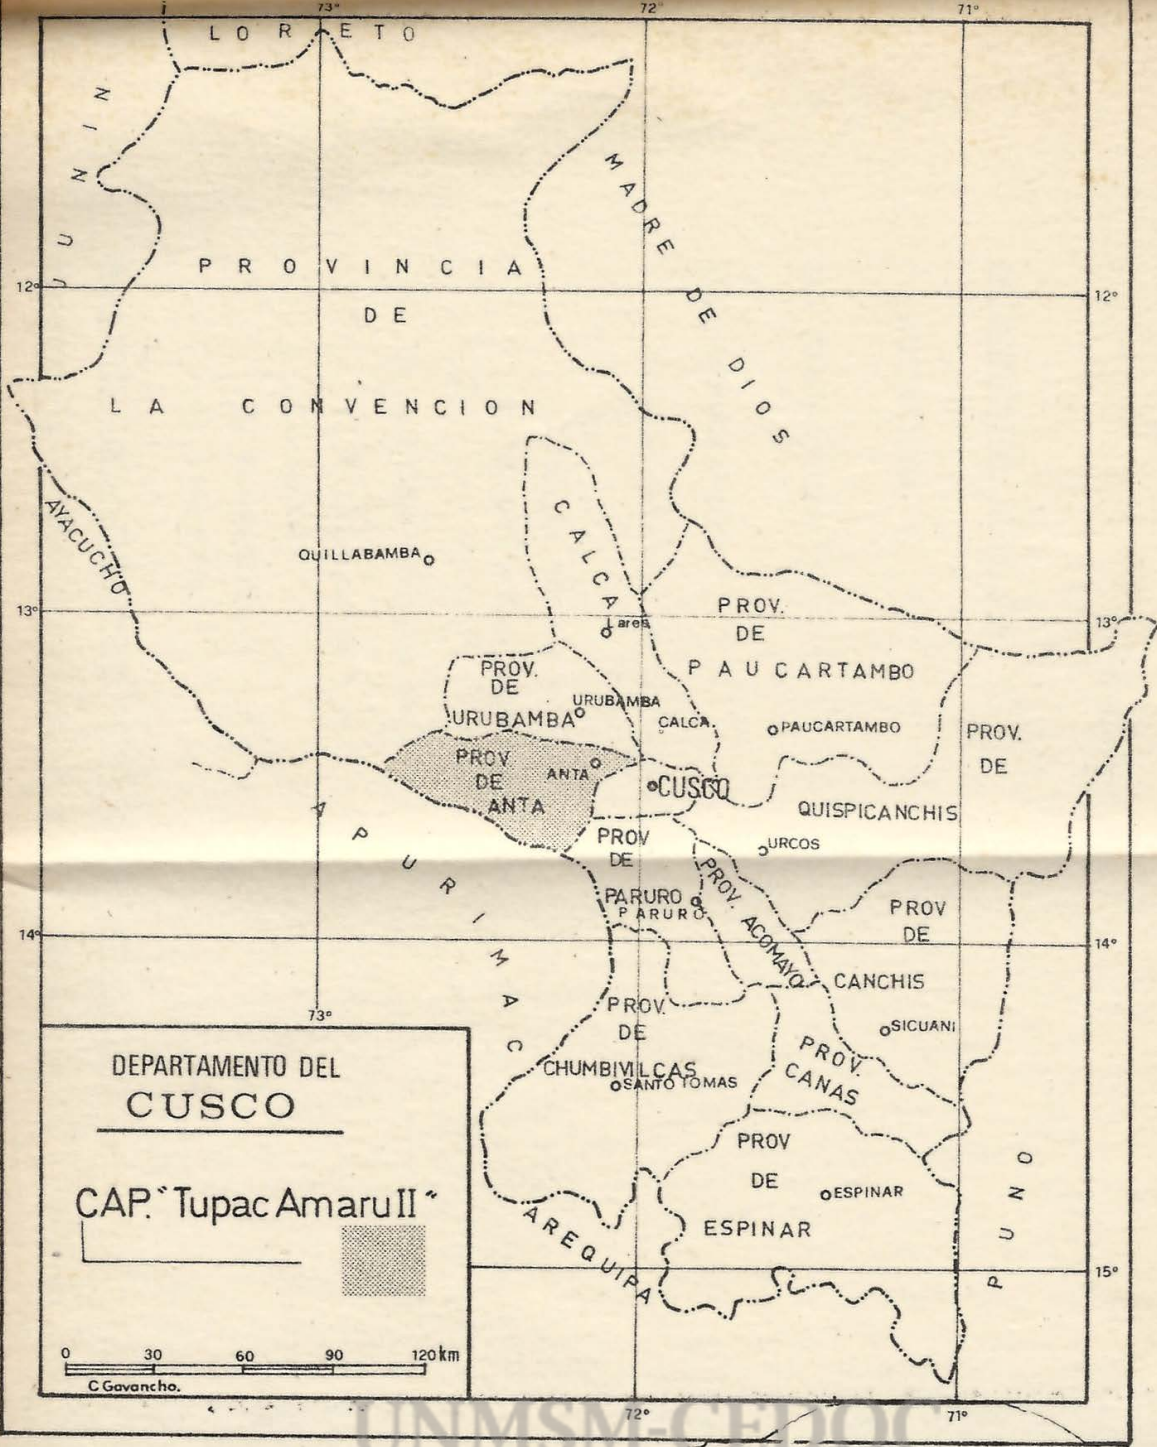 73° 72° 71°
LORETO
JUNIN
MADRE DE DIOS
PROVINCIA
12° 12°
DE
LA CONVENCION
AYACUCHO
CALCA
QUILLABAMBA
13° 13°
PROV.
DE
PAUCARTAMBO
Lares
PROV.
DE
URUBAMBA
URUBAMBA
CALCA
PAUCARTAMBO
PROV.
DE
QUISPICANCHIS
PROV
DE
ANTA
ANTA
CUSCO
URCOS
APURIMAC
PROV
DE
PARURO
PARURO
PROV. ACOMAYO
PROV
DE
CANCHIS
14° 14°
SICUANI
73°
PROV.
DE
CHUMBIVILCAS
SANTO TOMAS
PROV.
CANAS
PROV
DE
ESPINAR
ESPINAR
PUNO
AREQUIPA
15°
DEPARTAMENTO DEL
CUSCO
CAP. "Tupac Amaru II"
0 30 60 90 120 km
C Gavancho.
72° 71°
UNMSM-CEDOC